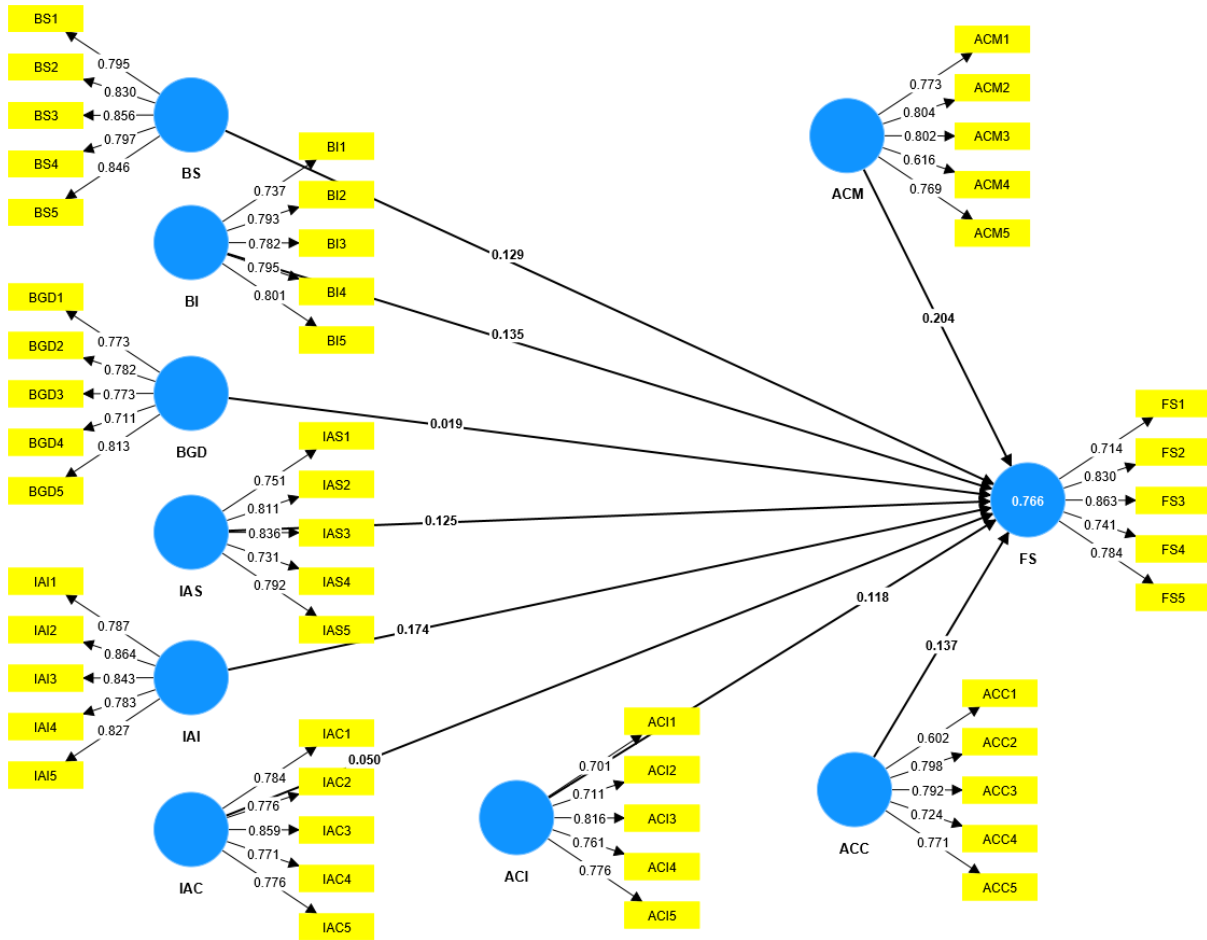 BS1
BS2
BS3
BS4
BS5
0.795
0.830
0.856
0.797
0.846
BS
BI1
BI2
BI3
BI4
BI5
0.737
0.793
0.782
0.795
0.801
BI
BGD1
BGD2
BGD3
BGD4
BGD5
0.773
0.782
0.773
0.711
0.813
BGD
IAS1
IAS2
IAS3
IAS4
IAS5
0.751
0.811
0.836
0.731
0.792
IAS
IAI1
IAI2
IAI3
IAI4
IAI5
0.787
0.864
0.843
0.783
0.827
IAI
IAC1
IAC2
IAC3
IAC4
IAC5
0.784
0.776
0.859
0.771
0.776
IAC
ACI1
ACI2
ACI3
ACI4
ACI5
0.701
0.711
0.816
0.761
0.776
ACI
ACC1
ACC2
ACC3
ACC4
ACC5
0.602
0.798
0.792
0.724
0.771
ACC
ACM1
ACM2
ACM3
ACM4
ACM5
0.773
0.804
0.802
0.616
0.769
ACM
0.129
0.135
0.019
0.125
0.174
0.050
0.118
0.137
0.204
0.766
FS
FS1
FS2
FS3
FS4
FS5
0.714
0.830
0.863
0.741
0.784